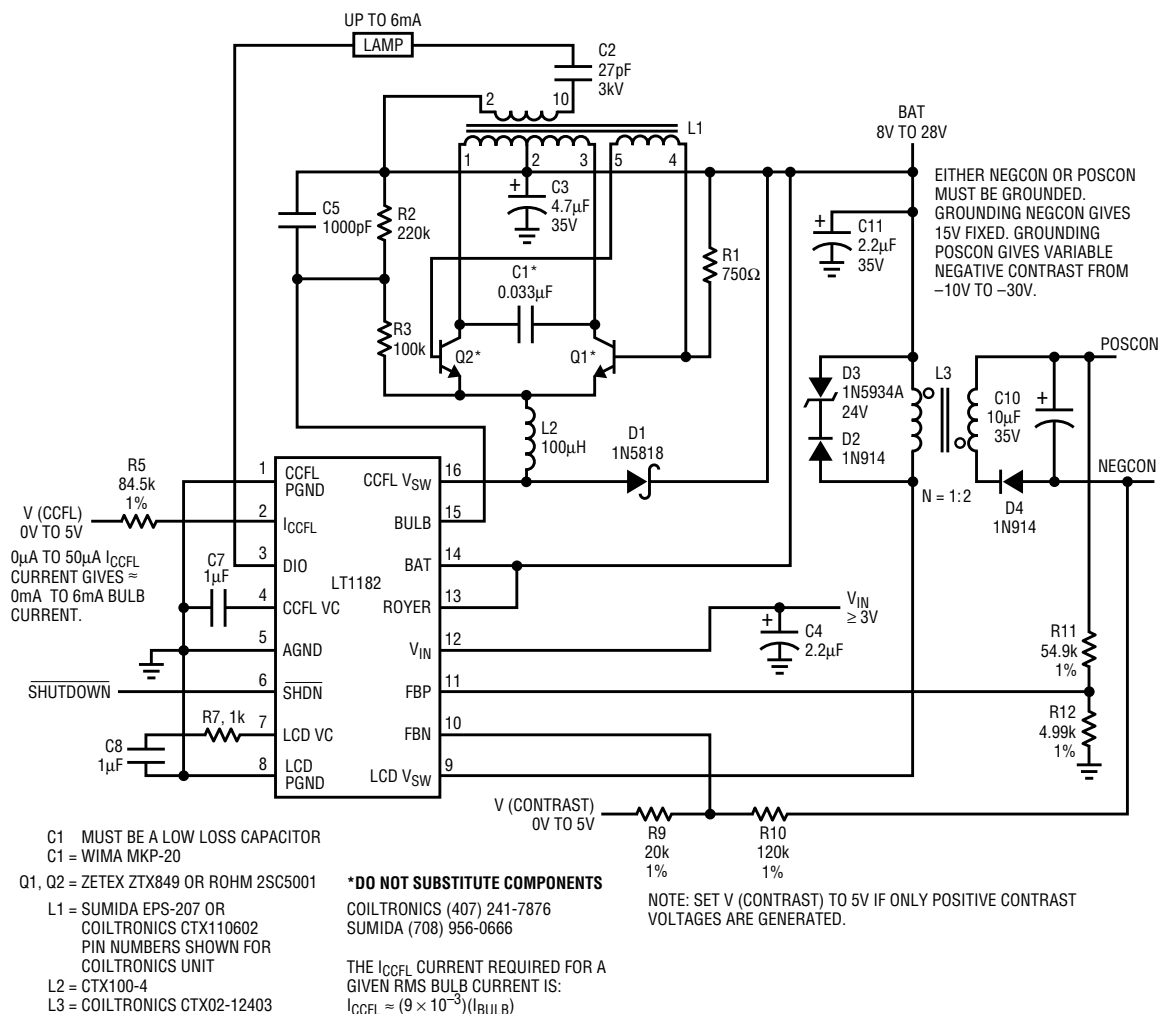 UP TO 6mA
LAMP
C2
27pF
3kV
2
10
L1
1
2
3
5
4
BAT
8V TO 28V
EITHER NEGCON OR POSCON
MUST BE GROUNDED.
GROUNDING NEGCON GIVES
15V FIXED. GROUNDING
POSCON GIVES VARIABLE
NEGATIVE CONTRAST FROM
–10V TO –30V.
C5
1000pF
R2
220k
+
C3
4.7µF
35V
R1
750Ω
+
C11
2.2µF
35V
C1*
0.033µF
R3
100k
Q2*
Q1*
POSCON
D3
1N5934A
24V
D2
1N914
L3
C10
10µF
35V
+
NEGCON
N = 1:2
D4
1N914
L2
100µH
D1
1N5818
R5
84.5k
1%
V (CCFL)
0V TO 5V
0µA TO 50µA ICCFL
CURRENT GIVES ≈
0mA TO 6mA BULB
CURRENT.
C7
1µF
SHUTDOWN
R7, 1k
C8
1µF
LT1182
1
CCFL
PGND
2
ICCFL
3
DIO
4
CCFL VC
5
AGND
6
SHDN
7
LCD VC
8
LCD
PGND
CCFL VSW
16
BULB
15
BAT
14
ROYER
13
VIN
12
FBP
11
FBN
10
LCD VSW
9
VIN
≥ 3V
+
C4
2.2µF
R11
54.9k
1%
R12
4.99k
1%
V (CONTRAST)
0V TO 5V
R9
20k
1%
R10
120k
1%
NOTE: SET V (CONTRAST) TO 5V IF ONLY POSITIVE CONTRAST
VOLTAGES ARE GENERATED.
C1 MUST BE A LOW LOSS CAPACITOR
C1 = WIMA MKP-20
Q1, Q2 = ZETEX ZTX849 OR ROHM 2SC5001
L1 = SUMIDA EPS-207 OR
COILTRONICS CTX110602
PIN NUMBERS SHOWN FOR
COILTRONICS UNIT
L2 = CTX100-4
L3 = COILTRONICS CTX02-12403
*DO NOT SUBSTITUTE COMPONENTS
COILTRONICS (407) 241-7876
SUMIDA (708) 956-0666
THE ICCFL CURRENT REQUIRED FOR A
GIVEN RMS BULB CURRENT IS:
ICCFL ≈ (9 × 10⁻³)(IBULB)